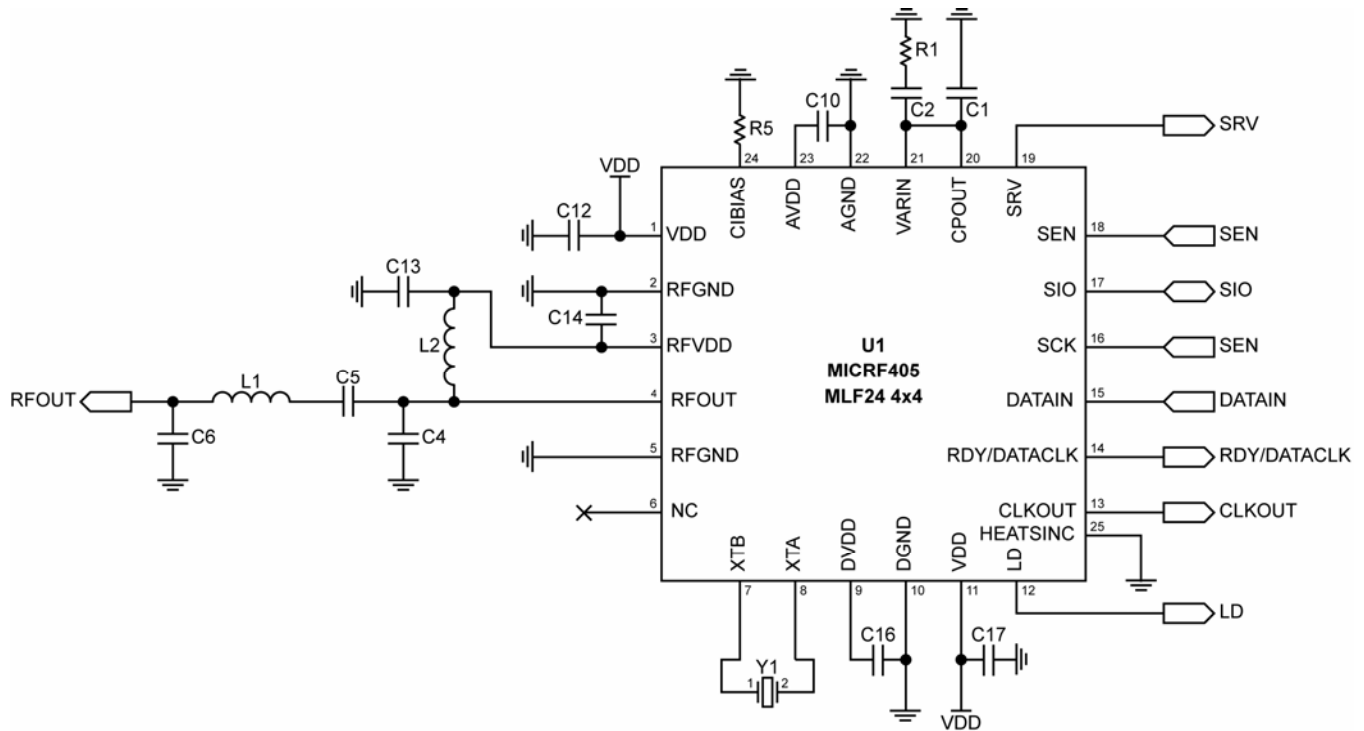 R1
C10
C2
C1
R5
SRV
24
23
22
21
20
19
VDD
CIBIAS
AVDD
AGND
VARIN
CPOUT
SRV
C12
1
VDD
SEN
18
SEN
C13
2
RFGND
SIO
17
SIO
C14
L2
3
RFVDD
U1
SCK
16
SEN
MICRF405
L1
C5
RFOUT
4
RFOUT
MLF24 4x4
DATAIN
15
DATAIN
C6
C4
5
RFGND
RDY/DATACLK
14
RDY/DATACLK
6
NC
CLKOUT
13
CLKOUT
HEATSINC
25
XTB
XTA
DVDD
DGND
VDD
LD
7
8
9
10
11
12
LD
C16
C17
Y1
1
2
VDD